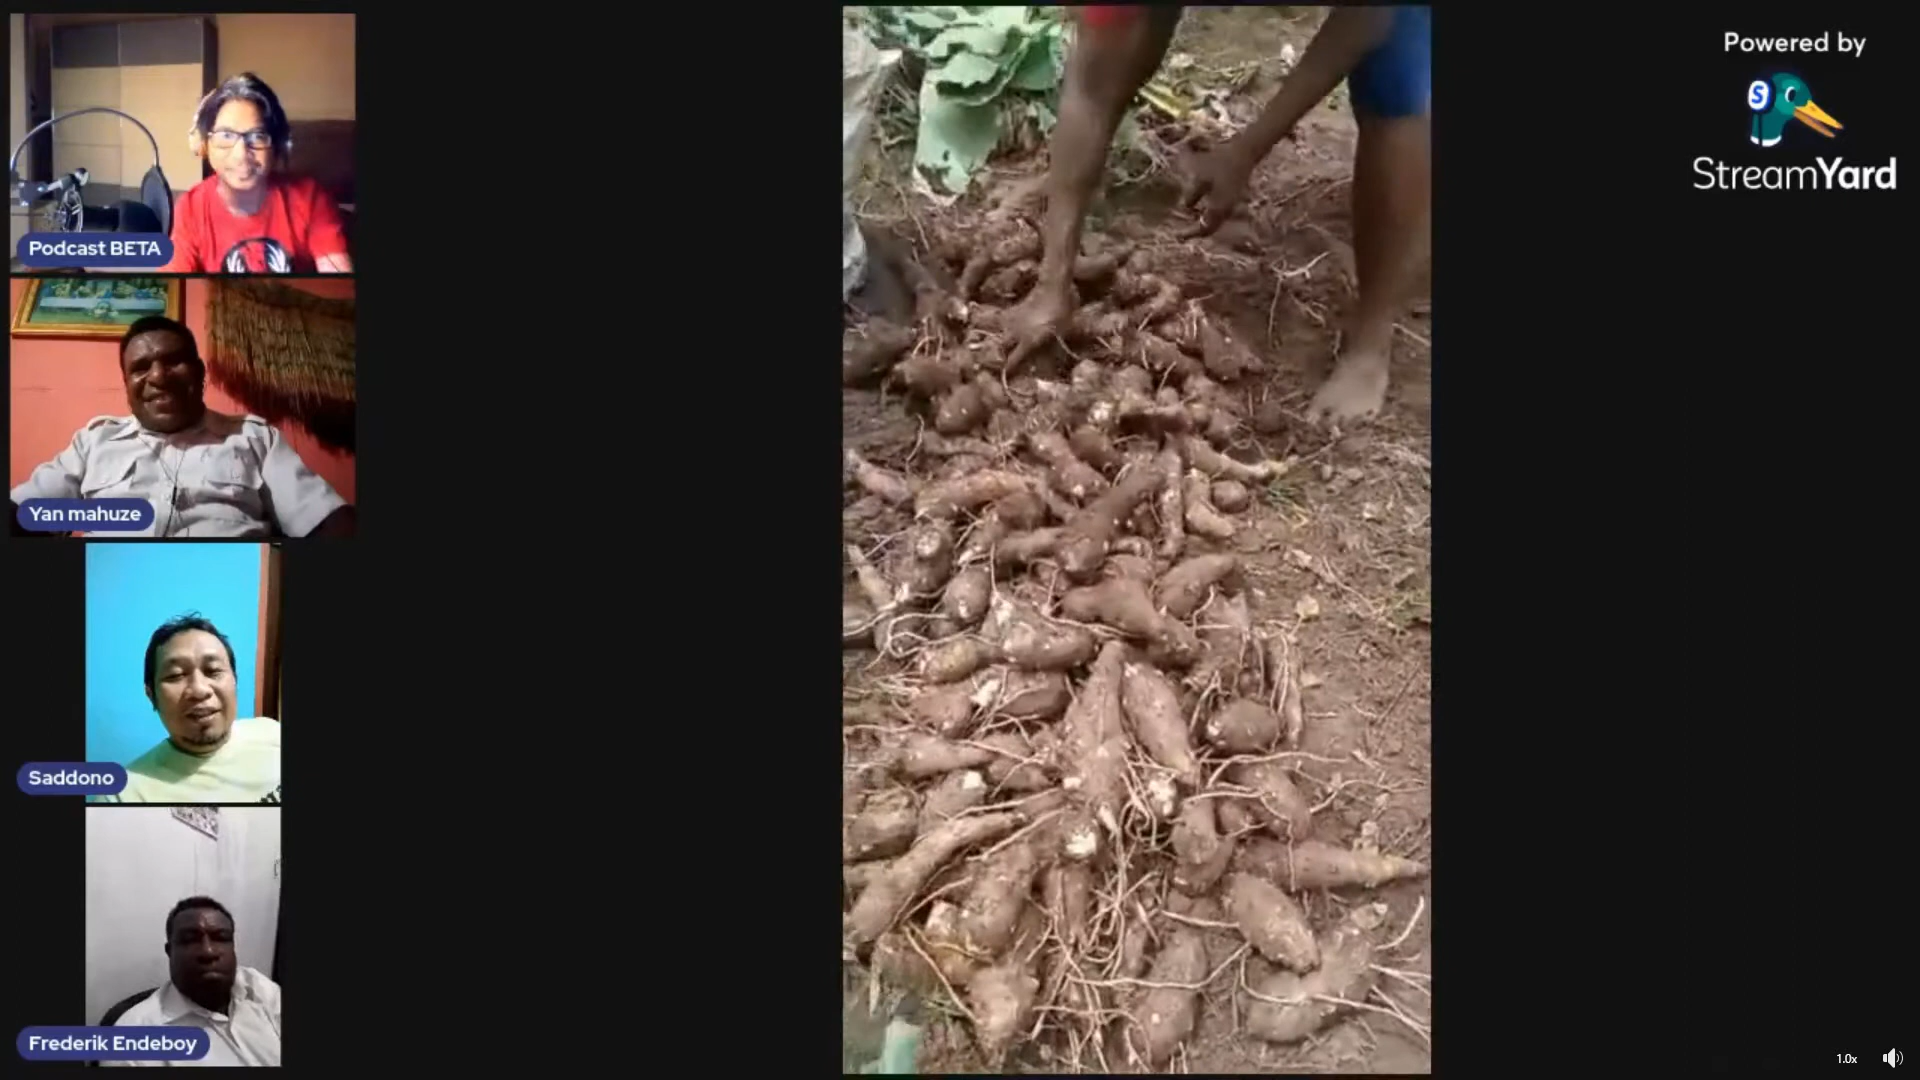 Podcast BETA
Yan mahuze
Saddono
Frederik Endeboy
Powered by
S
StreamYard
1.0x